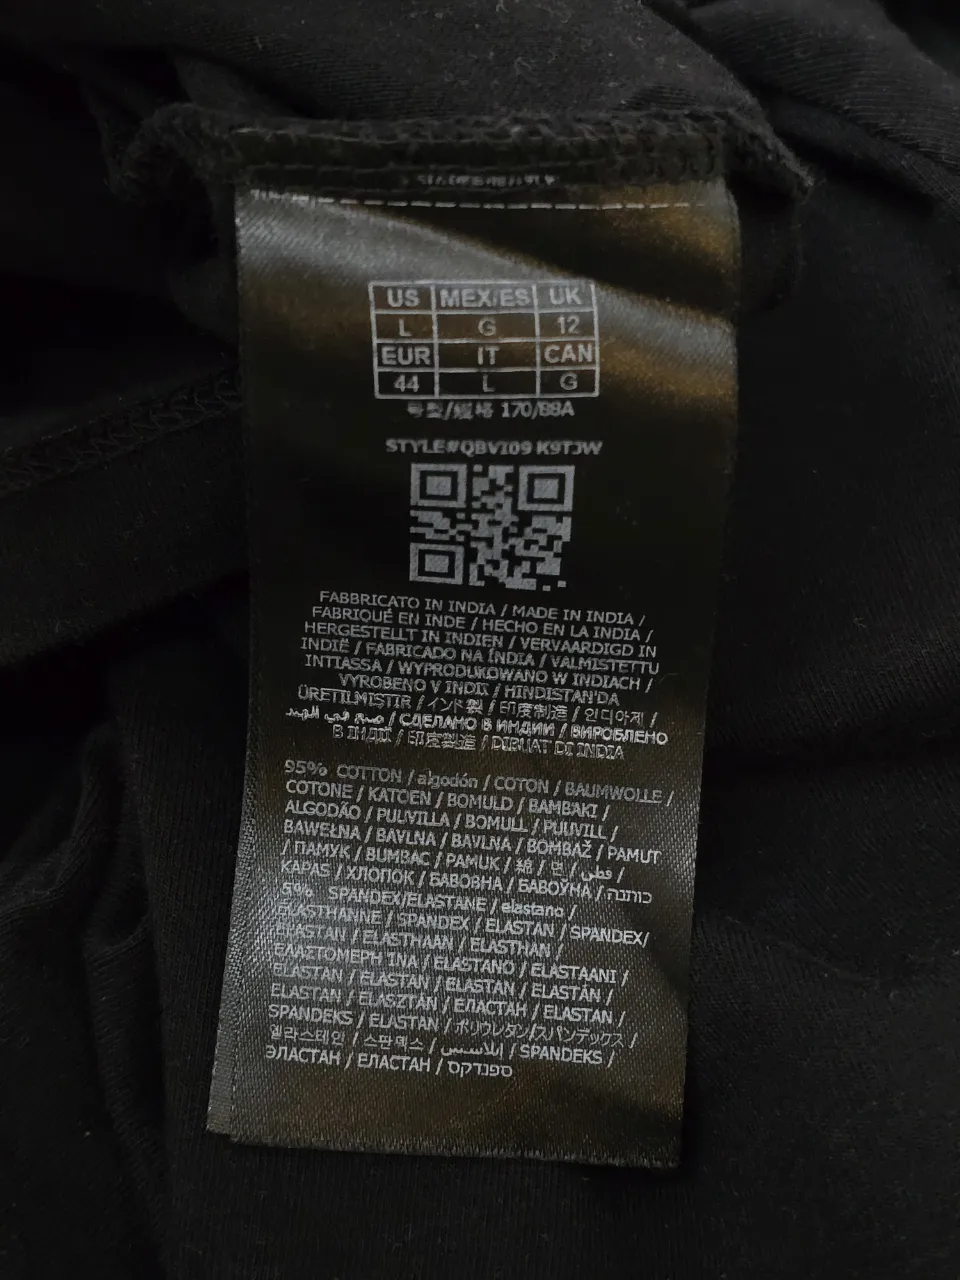 US MEX/ES UK
L G 12
EUR IT CAN
44 L G
号型/规格 170/88A
STYLE#QBVI09 K9TJW
FABBRICATO IN INDIA / MADE IN INDIA /
FABRIQUÉ EN INDE / HECHO EN LA INDIA /
HERGESTELLT IN INDIEN / VERVAARDIGD IN
INDIË / FABRICADO NA ÍNDIA / VALMISTETTU
INTIASSA / WYPRODUKOWANO W INDIACH /
VYROBENO V INDII / HINDISTAN'DA
ÜRETILMISTIR / インド製 / 印度制造 / 인디아제 /
صنع في الهند / СДЕЛАНО В ИНДИИ / ВИРОБЛЕНО
В ІНДІЇ / 印度製造 / DIBUAT DI INDIA
95% COTTON / algodón / COTON / BAUMWOLLE /
COTONE / KATOEN / BOMULD / BAMBAKI /
ALGODÃO / PUUVILLA / BOMULL / PUUVILL /
BAWEŁNA / BAVLNA / BAVLNA / BOMBAŽ / PAMUT
/ ПАМУК / BUMBAC / PAMUK / 綿 / 면 / قطن /
KAPAS / ХЛОПОК / БАВОВНА / БАВОЎНА / כותנה
5% SPANDEX/ELASTANE / elastano /
ÉLASTHANNE / SPANDEX / ELASTAN / SPANDEX/
ELASTAN / ELASTHAAN / ELASTHAN /
ΕΛΑΣΤΟΜΕΡΗ ΊΝΑ / ELASTANO / ELASTAANI /
ELASTAN / ELASTAN / ELASTAN / ELASTÁN /
ELASTAN / ELASZTÁN / ЕЛАСТАН / ELASTAN /
SPANDEKS / ELASTAN / ポリウレタン/スパンデックス /
엘라스테인 / 스판덱스 / إيلاستين / SPANDEKS /
ЭЛАСТАН / ЕЛАСТАН / ספנדקס